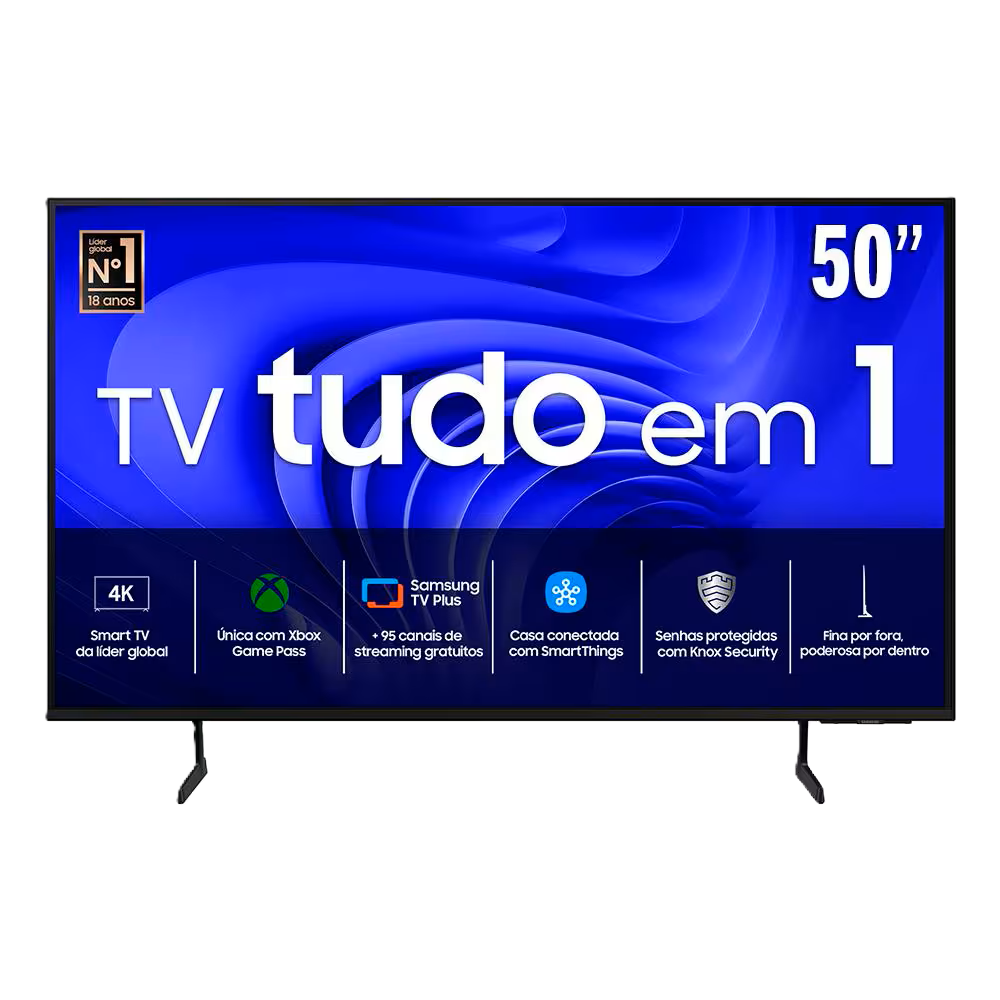 Líder
global
Nº1
18 anos
50”
TV tudo em 1
4K
Smart TV
da líder global
Única com Xbox
Game Pass
Samsung
TV Plus
+ 95 canais de
streaming gratuitos
Casa conectada
com SmartThings
Senhas protegidas
com Knox Security
Fina por fora,
poderosa por dentro